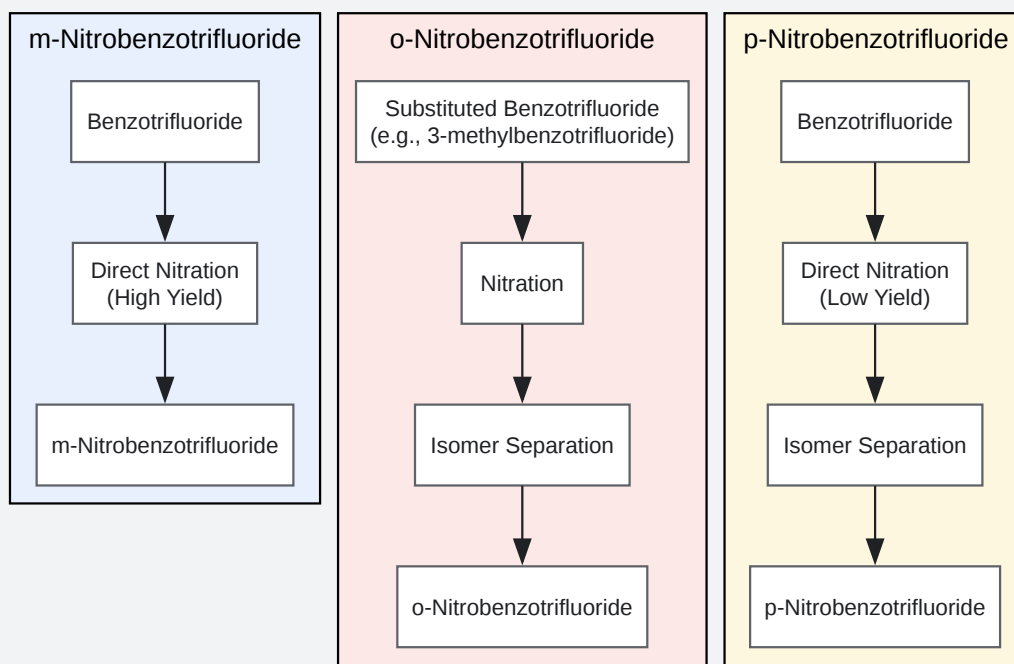 m-Nitrobenzotrifluoride
Benzotrifluoride
Direct Nitration
(High Yield)
m-Nitrobenzotrifluoride
o-Nitrobenzotrifluoride
Substituted Benzotrifluoride
(e.g., 3-methylbenzotrifluoride)
Nitration
Isomer Separation
o-Nitrobenzotrifluoride
p-Nitrobenzotrifluoride
Benzotrifluoride
Direct Nitration
(Low Yield)
Isomer Separation
p-Nitrobenzotrifluoride